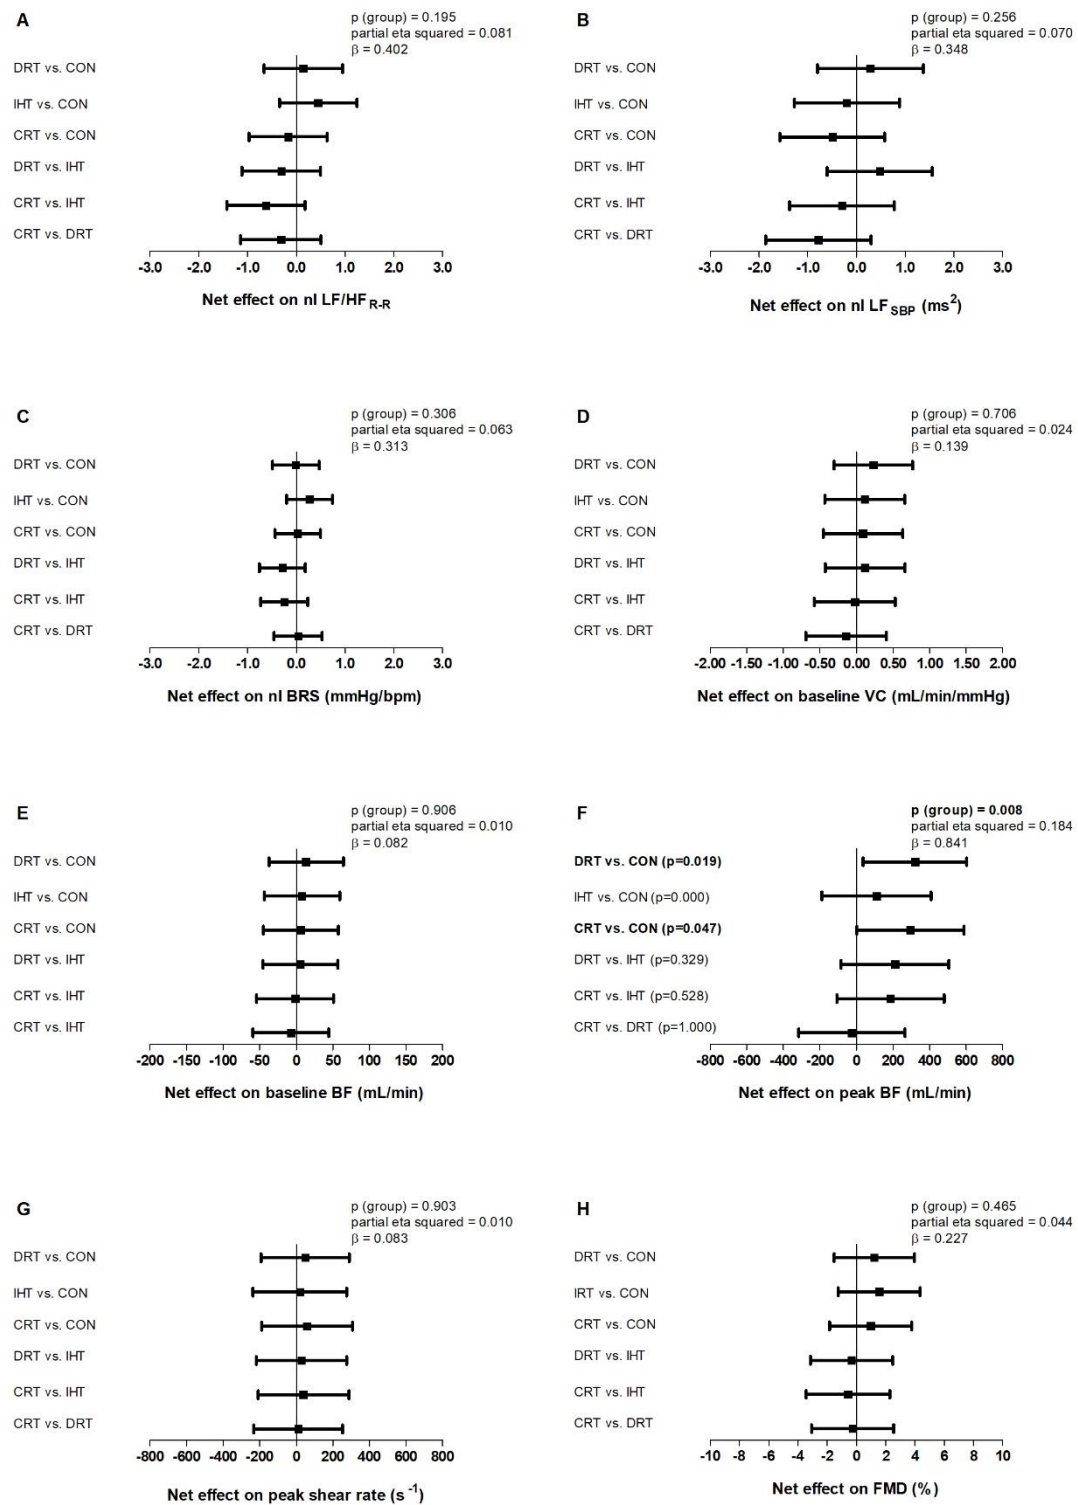 A
p (group) = 0.195
partial eta squared = 0.081
β = 0.402
DRT vs. CON
IHT vs. CON
CRT vs. CON
DRT vs. IHT
CRT vs. IHT
CRT vs. DRT
-3.0 -2.0 -1.0 0.0 1.0 2.0 3.0
Net effect on nl LF/HF R-R
B
p (group) = 0.256
partial eta squared = 0.070
β = 0.348
DRT vs. CON
IHT vs. CON
CRT vs. CON
DRT vs. IHT
CRT vs. IHT
CRT vs. DRT
-3.0 -2.0 -1.0 0.0 1.0 2.0 3.0
Net effect on nl LF SBP (ms²)
C
p (group) = 0.306
partial eta squared = 0.063
β = 0.313
DRT vs. CON
IHT vs. CON
CRT vs. CON
DRT vs. IHT
CRT vs. IHT
CRT vs. DRT
-3.0 -2.0 -1.0 0.0 1.0 2.0 3.0
Net effect on nl BRS (mmHg/bpm)
D
p (group) = 0.706
partial eta squared = 0.024
β = 0.139
DRT vs. CON
IHT vs. CON
CRT vs. CON
DRT vs. IHT
CRT vs. IHT
CRT vs. DRT
-2.00 -1.00 -0.50 0.00 0.50 1.00 1.00 2.00
Net effect on baseline VC (mL/min/mmHg)
E
p (group) = 0.906
partial eta squared = 0.010
β = 0.082
DRT vs. CON
IHT vs. CON
CRT vs. CON
DRT vs. IHT
CRT vs. IHT
CRT vs. IHT
-200 -150 -100 -50 0 50 100 150 200
Net effect on baseline BF (mL/min)
F
p (group) = 0.008
partial eta squared = 0.184
β = 0.841
DRT vs. CON (p=0.019)
IHT vs. CON (p=0.000)
CRT vs. CON (p=0.047)
DRT vs. IHT (p=0.329)
CRT vs. IHT (p=0.528)
CRT vs. DRT (p=1.000)
-800 -600 -400 -200 0 200 400 600 800
Net effect on peak BF (mL/min)
G
p (group) = 0.903
partial eta squared = 0.010
β = 0.083
DRT vs. CON
IHT vs. CON
CRT vs. CON
DRT vs. IHT
CRT vs. IHT
CRT vs. DRT
-800 -600 -400 -200 0 200 400 600 800
Net effect on peak shear rate (s⁻¹)
H
p (group) = 0.465
partial eta squared = 0.044
β = 0.227
DRT vs. CON
IRT vs. CON
CRT vs. CON
DRT vs. IHT
CRT vs. IHT
CRT vs. DRT
-10 -8 -6 -4 -2 0 2 4 6 8 10
Net effect on FMD (%)